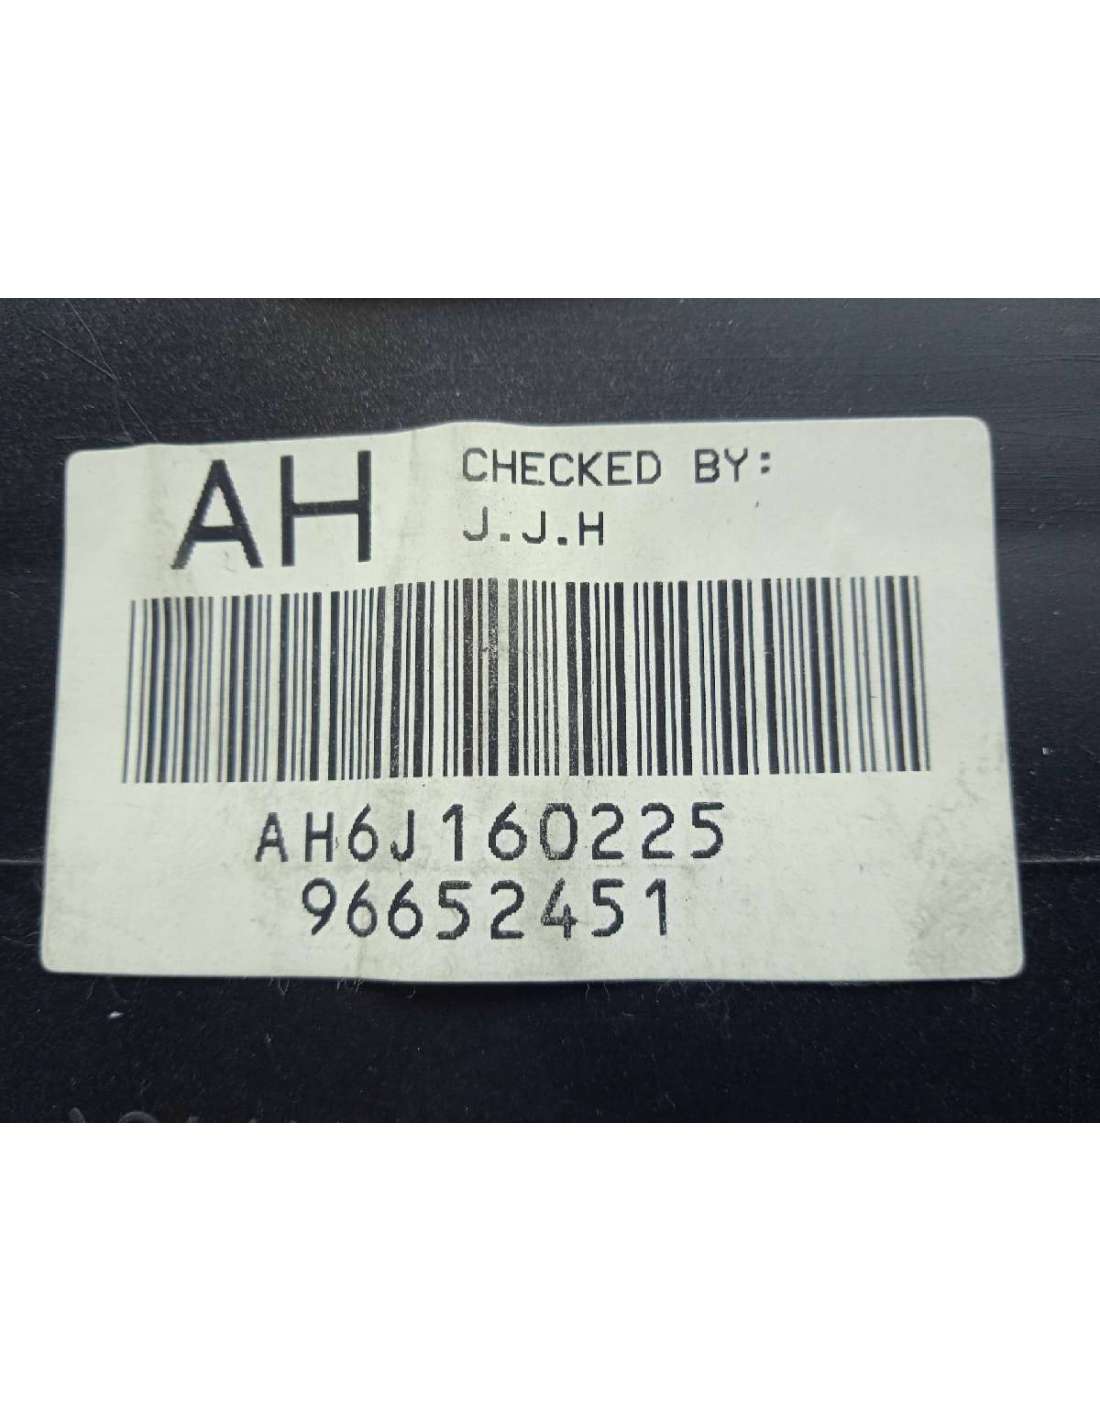 AH
CHECKED BY:
J.J.H
AH6J160225
96652451